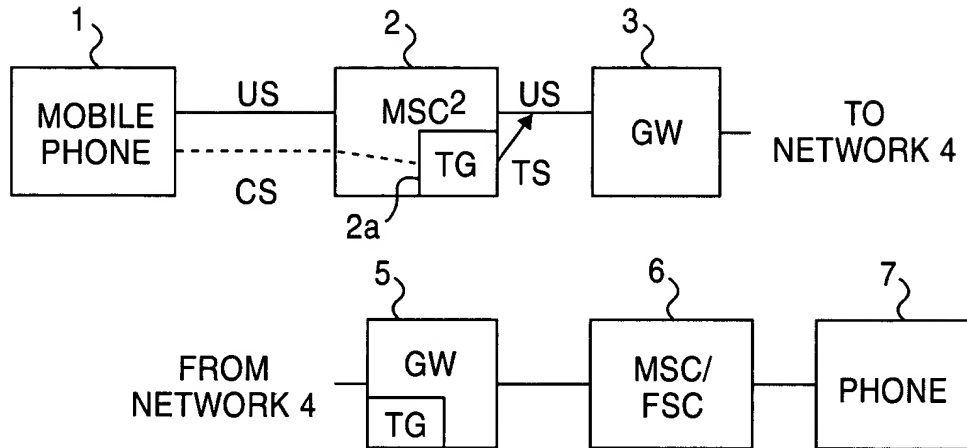 1
2
3
MOBILE
PHONE
US
MSC2
US
GW
TO
NETWORK 4
CS
TG
TS
2a
5
6
7
FROM
NETWORK 4
GW
TG
MSC/
FSC
PHONE